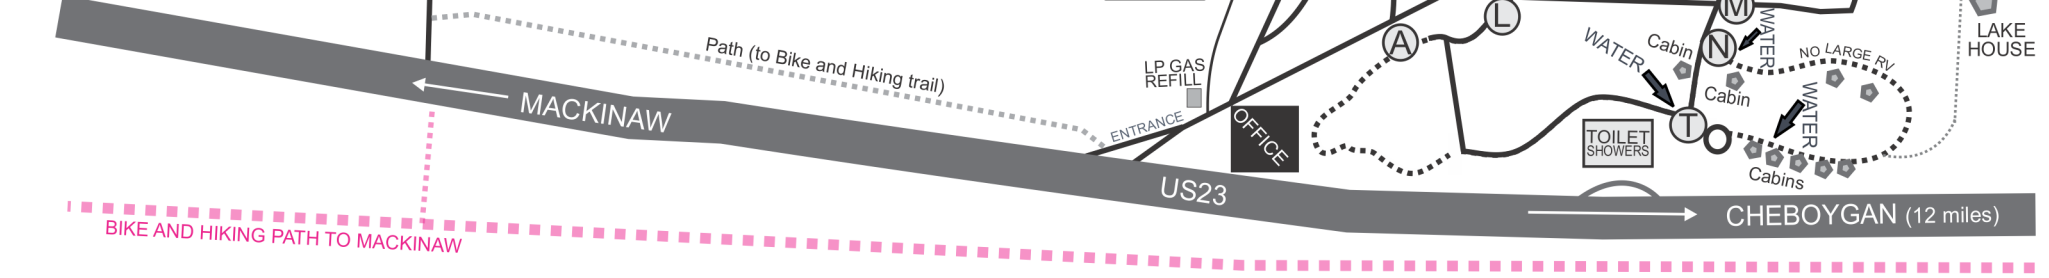 M
L
A
N
WATER
WATER
Cabin
NO LARGE RV
LAKE
HOUSE
Path (to Bike and Hiking trail)
LP GAS
REFILL
Cabin
WATER
MACKINAW
ENTRANCE
OFFICE
T
TOILET
SHOWERS
Cabins
US23
CHEBOYGAN (12 miles)
BIKE AND HIKING PATH TO MACKINAW